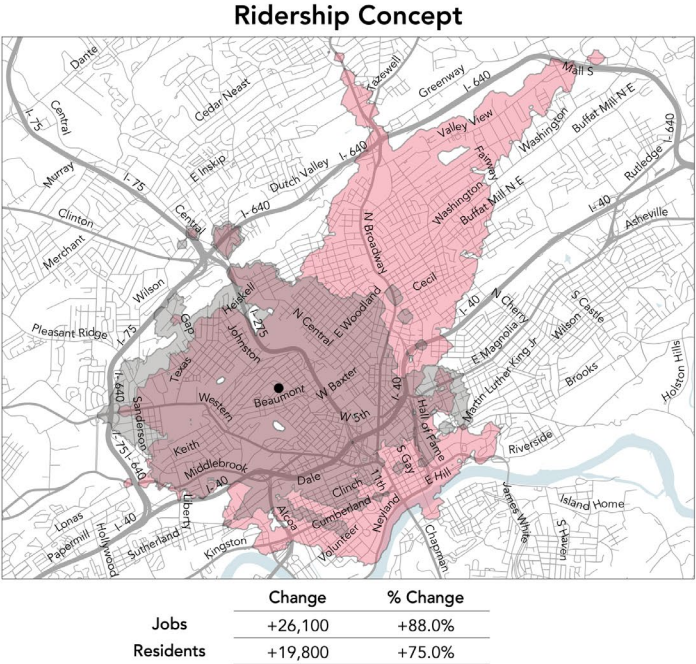 Ridership Concept
Dante
Tazewell
Greenway
I-640
Mall S
Central
Cedar Neast
Buffat Mill N-E
I-75
Valley View
Washington
I-640
E Inskip
I-640
Fairway
Rutledge
Murray
I-75
Dutch Valley
Washington
Buffat Mill N-E
I-40
Clinton
Central
I-640
Asheville
Merchant
N Broadway
Wilson
Heiskell
Cecil
I-40
N Cherry
S Castle
Gap
I-275
N Central
E Woodland
Wilson
Pleasant Ridge
I-75
Johnston
E Magnolia
Holston Hills
Texas
Martin Luther King Jr
Brooks
I-640
Beaumont
W Baxter
I-40
Western
W 5th
Sanderson
Hall of Fame
Keith
S Gay
Riverside
I-75I-640
Middlebrook
Dale
11th
E Hill
I-40
Clinch
Liberty
Neyland
James White
Island Home
Lonas
I-40
Alcoa
Cumberland
Papermill
Hollywood
Sutherland
Kingston
Volunteer
Chapman
S Haven
Change % Change
Jobs +26,100 +88.0%
Residents +19,800 +75.0%